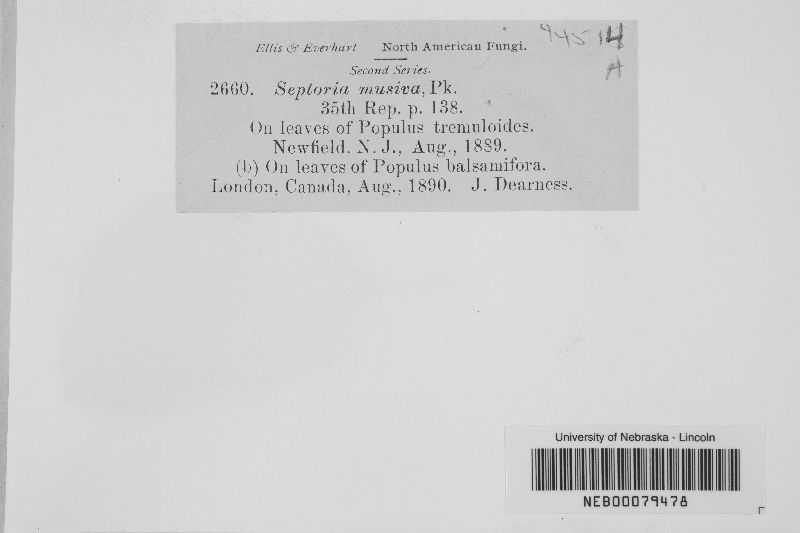 Ellis & Everhart North American Fungi. 94514
A
Second Series.
2660. Septoria musiva, Pk.
35th Rep. p. 138.
On leaves of Populus tremuloides.
Newfield, N. J., Aug., 1889.
(b) On leaves of Populus balsamifora.
London, Canada, Aug., 1890. J. Dearness.
University of Nebraska - Lincoln
NEB00079478